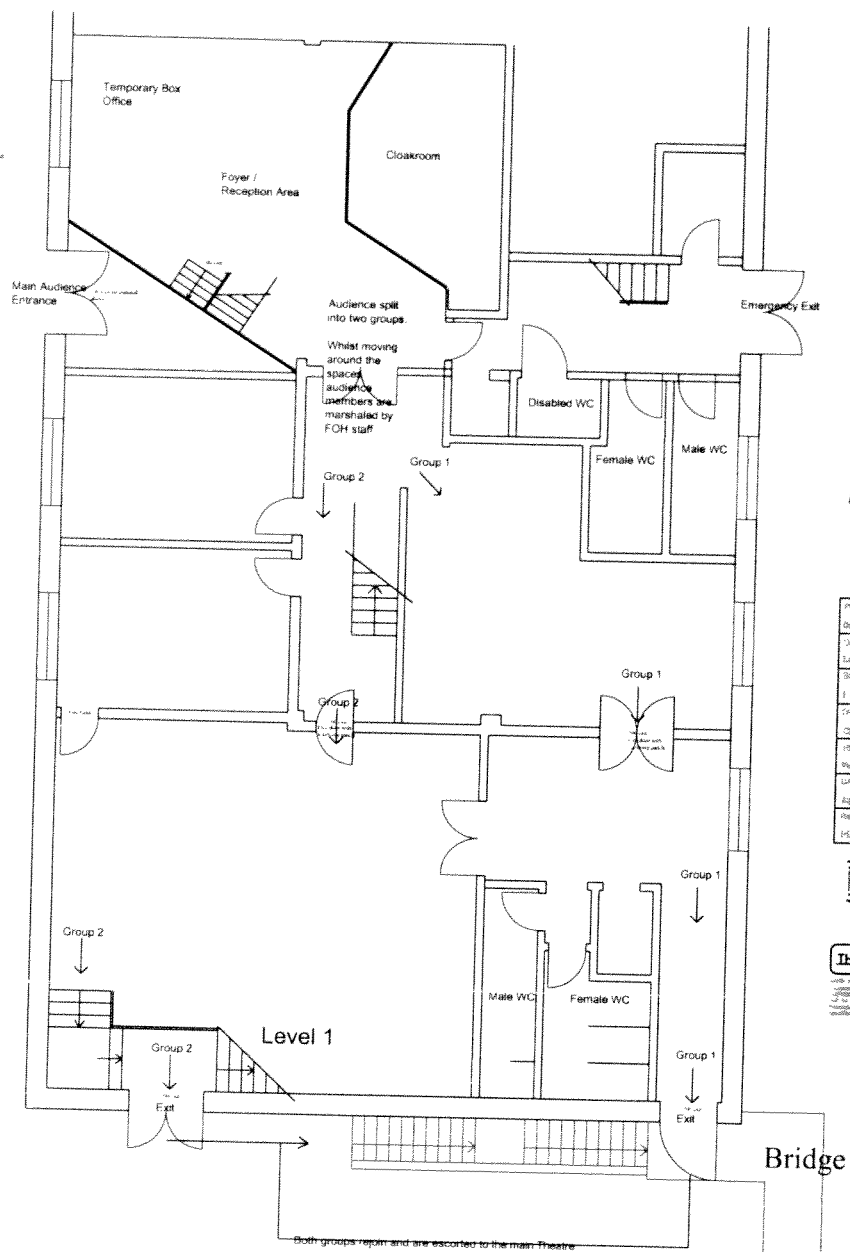 Temporary Box
Office
Cloakroom
Foyer /
Reception Area
Main Audience
Entrance
Audience split
into two groups.
Whilst moving
around the
spaces
audience
members are
marshaled by
FOH staff
Emergency Exit
Disabled WC
Female WC
Male WC
Group 1
Group 2
Group 1
Group 2
Group 1
Group 2
Male WC
Female WC
Level 1
Group 2
Group 1
Exit
Exit
Bridge
Both groups rejoin and are escorted to the main Theatre